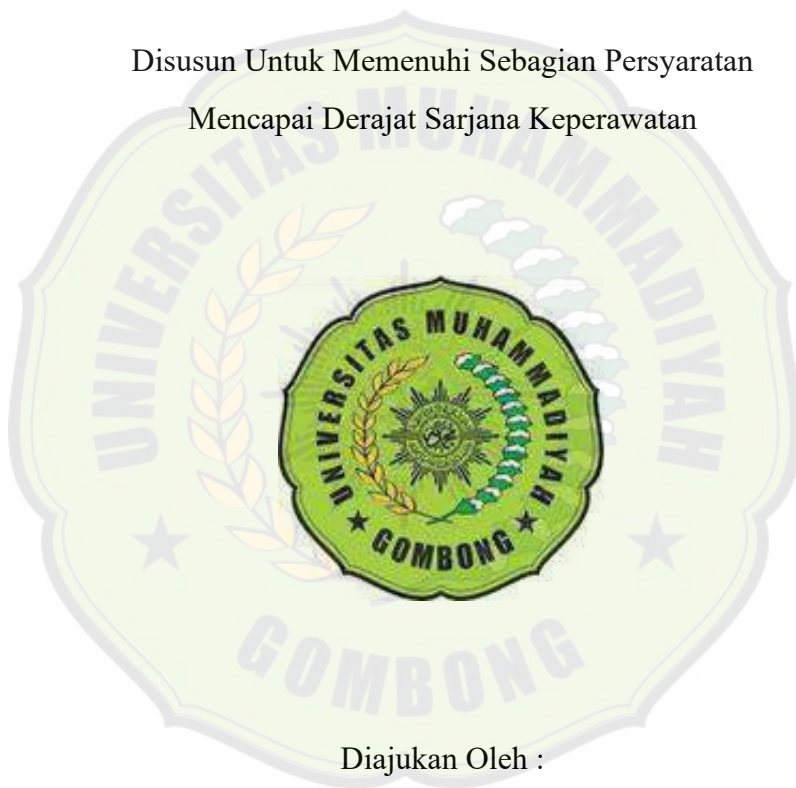 Disusun Untuk Memenuhi Sebagian Persyaratan
Mencapai Derajat Sarjana Keperawatan
UNIVERSITAS MUHAMMADIYAH
GOMBONG
UNIVERSITAS MUHAMMADIYAH
GOMBONG
Diajukan Oleh :